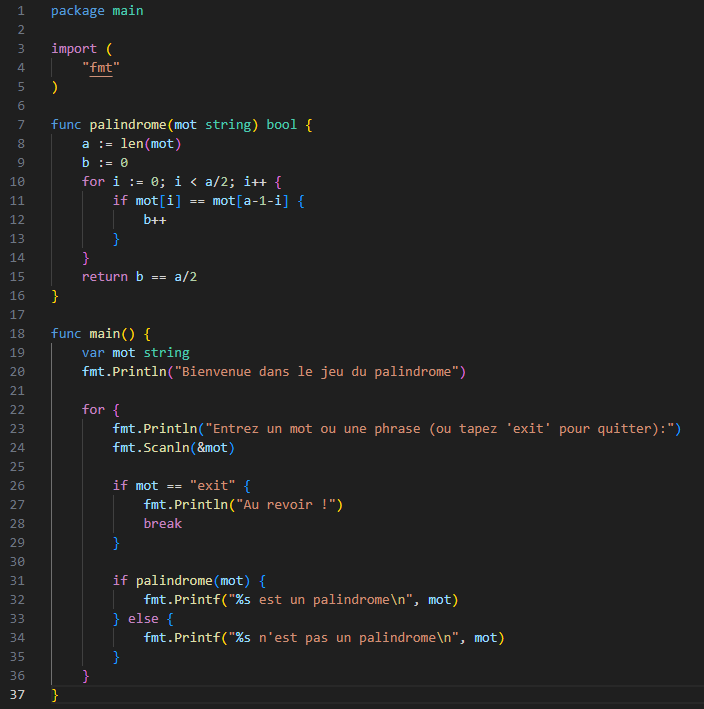 1 package main
2
3 import (
4     "fmt"
5 )
6
7 func palindrome(mot string) bool {
8     a := len(mot)
9     b := 0
10     for i := 0; i < a/2; i++ {
11         if mot[i] == mot[a-1-i] {
12             b++
13         }
14     }
15     return b == a/2
16 }
17
18 func main() {
19     var mot string
20     fmt.Println("Bienvenue dans le jeu du palindrome")
21
22     for {
23         fmt.Println("Entrez un mot ou une phrase (ou tapez 'exit' pour quitter):")
24         fmt.Scanln(&mot)
25
26         if mot == "exit" {
27             fmt.Println("Au revoir !")
28             break
29         }
30
31         if palindrome(mot) {
32             fmt.Printf("%s est un palindrome\n", mot)
33         } else {
34             fmt.Printf("%s n'est pas un palindrome\n", mot)
35         }
36     }
37 }